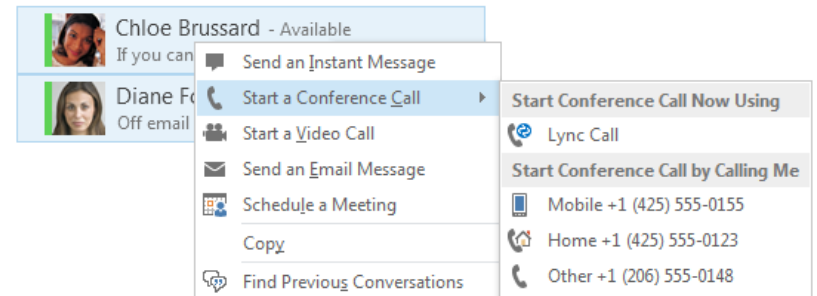 Chloe Brussard - Available
If you can
Diane Fo
Off email
Send an Instant Message
Start a Conference Call
Start a Video Call
Send an Email Message
Schedule a Meeting
Copy
Find Previous Conversations
Start Conference Call Now Using
Lync Call
Start Conference Call by Calling Me
Mobile +1 (425) 555-0155
Home +1 (425) 555-0123
Other +1 (206) 555-0148